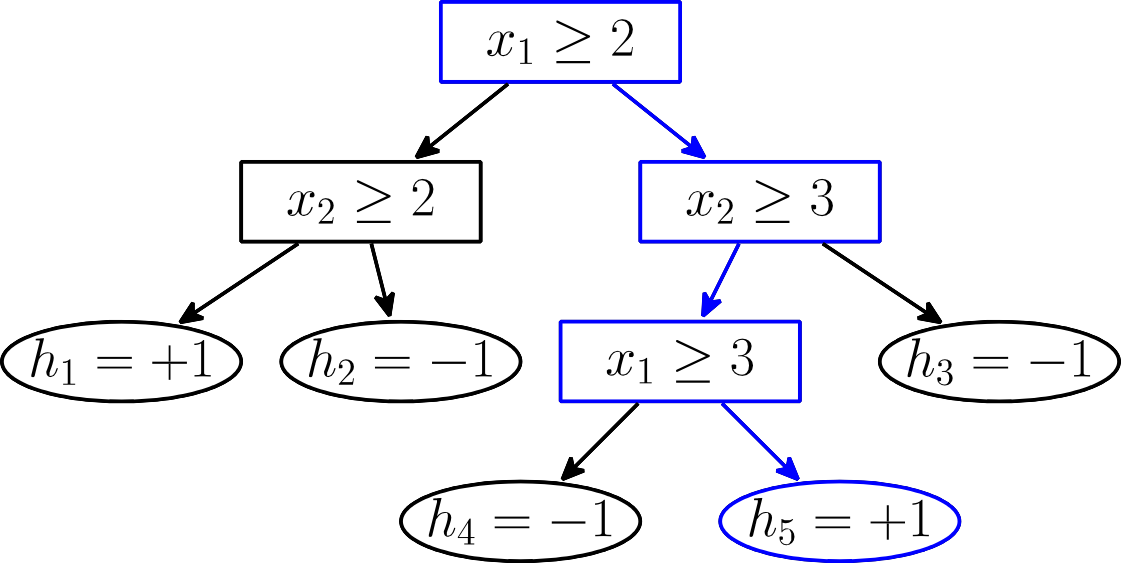 x₁ ≥ 2
x₂ ≥ 2
x₂ ≥ 3
h₁ = +1
h₂ = −1
x₁ ≥ 3
h₃ = −1
h₄ = −1
h₅ = +1